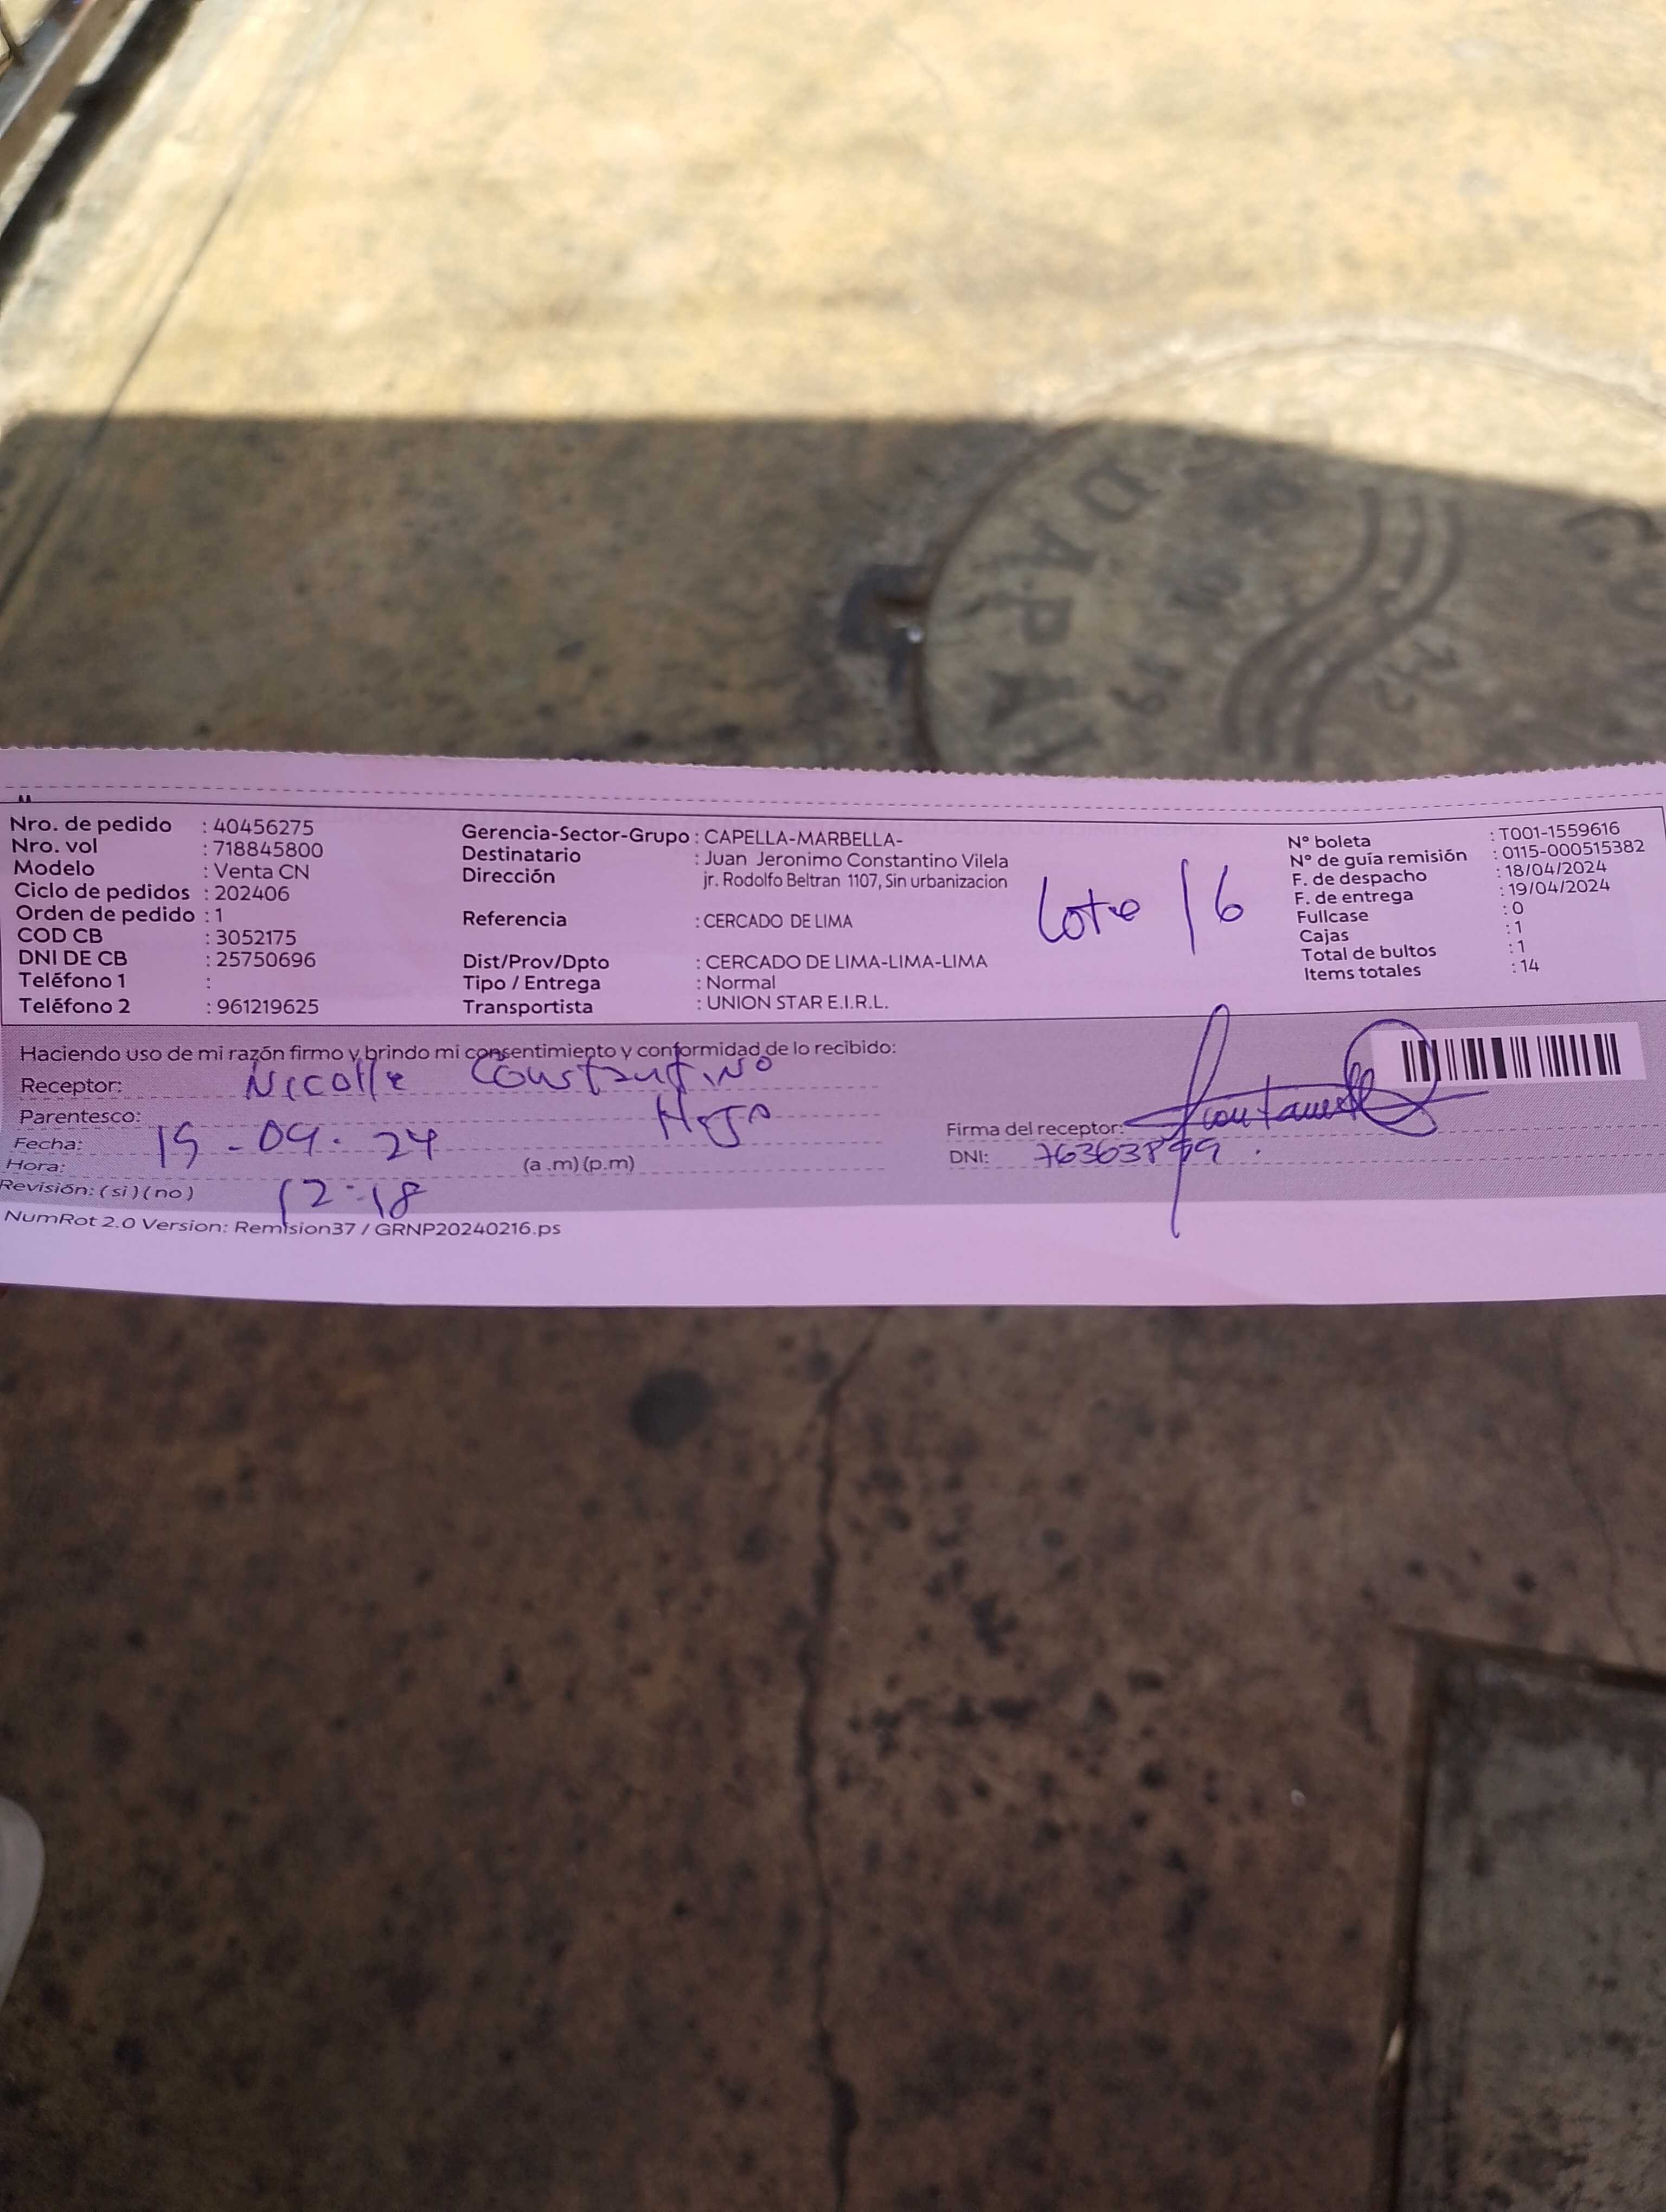 DAPAL
Nro. de pedido : 40456275
Nro. vol : 718845800
Modelo : Venta CN
Ciclo de pedidos : 202406
Orden de pedido : 1
COD CB : 3052175
DNI DE CB : 25750696
Teléfono 1 :
Teléfono 2 : 961219625
Gerencia-Sector-Grupo : CAPELLA-MARBELLA-
Destinatario : Juan Jeronimo Constantino Vilela
Dirección jr. Rodolfo Beltran 1107, Sin urbanizacion
Referencia : CERCADO DE LIMA
Dist/Prov/Dpto : CERCADO DE LIMA-LIMA-LIMA
Tipo / Entrega : Normal
Transportista : UNION STAR E.I.R.L.
Lote 16
N° boleta : T001-1559616
N° de guía remisión : 0115-000515382
F. de despacho : 18/04/2024
F. de entrega : 19/04/2024
Fullcase : 0
Cajas : 1
Total de bultos : 1
Items totales : 14
Haciendo uso de mi razón firmo y brindo mi consentimiento y conformidad de lo recibido:
Receptor: Nicolle Constantino
Parentesco: Hija
Fecha: 19-04-24
Hora: (a.m) (p.m)
Revisión: (si) (no) 12:18
Firma del receptor:
DNI:
NumRot 2.0 Version: Remision37 / GRNP20240216.ps